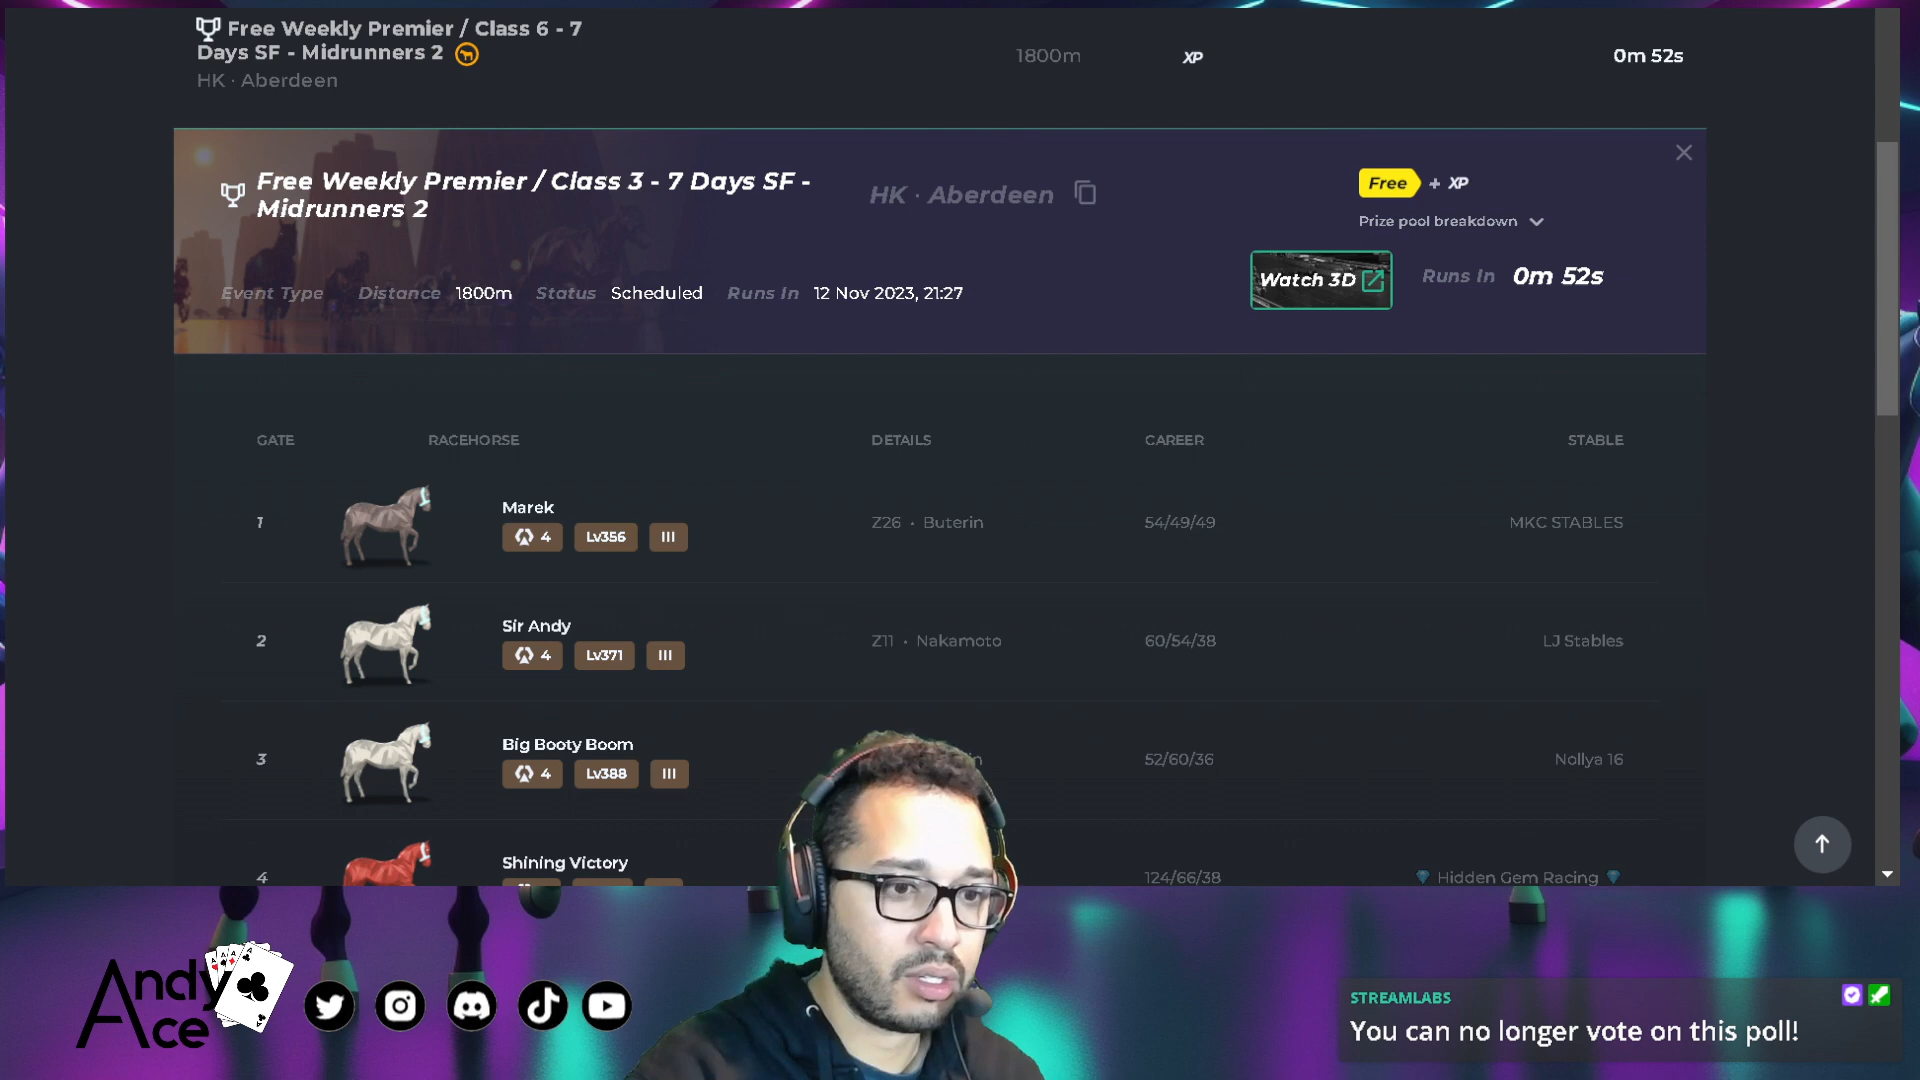 Free Weekly Premier / Class 6 - 7
Days SF - Midrunners 2
HK · Aberdeen
1800m
XP
0m 52s
Free Weekly Premier / Class 3 - 7 Days SF -
Midrunners 2
HK · Aberdeen
Free + XP
Prize pool breakdown
Event Type Distance 1800m Status Scheduled Runs In 12 Nov 2023, 21:27
Watch 3D
Runs In 0m 52s
GATE RACEHORSE DETAILS CAREER STABLE
1
Marek
4 Lv356 III
Z26 · Buterin
54/49/49
MKC STABLES
2
Sir Andy
4 Lv371 III
Z11 · Nakamoto
60/54/38
LJ Stables
3
Big Booty Boom
4 Lv388 III
52/60/36
Nollya 16
4
Shining Victory
124/66/38
Hidden Gem Racing
Andy
Ace
STREAMLABS
You can no longer vote on this poll!